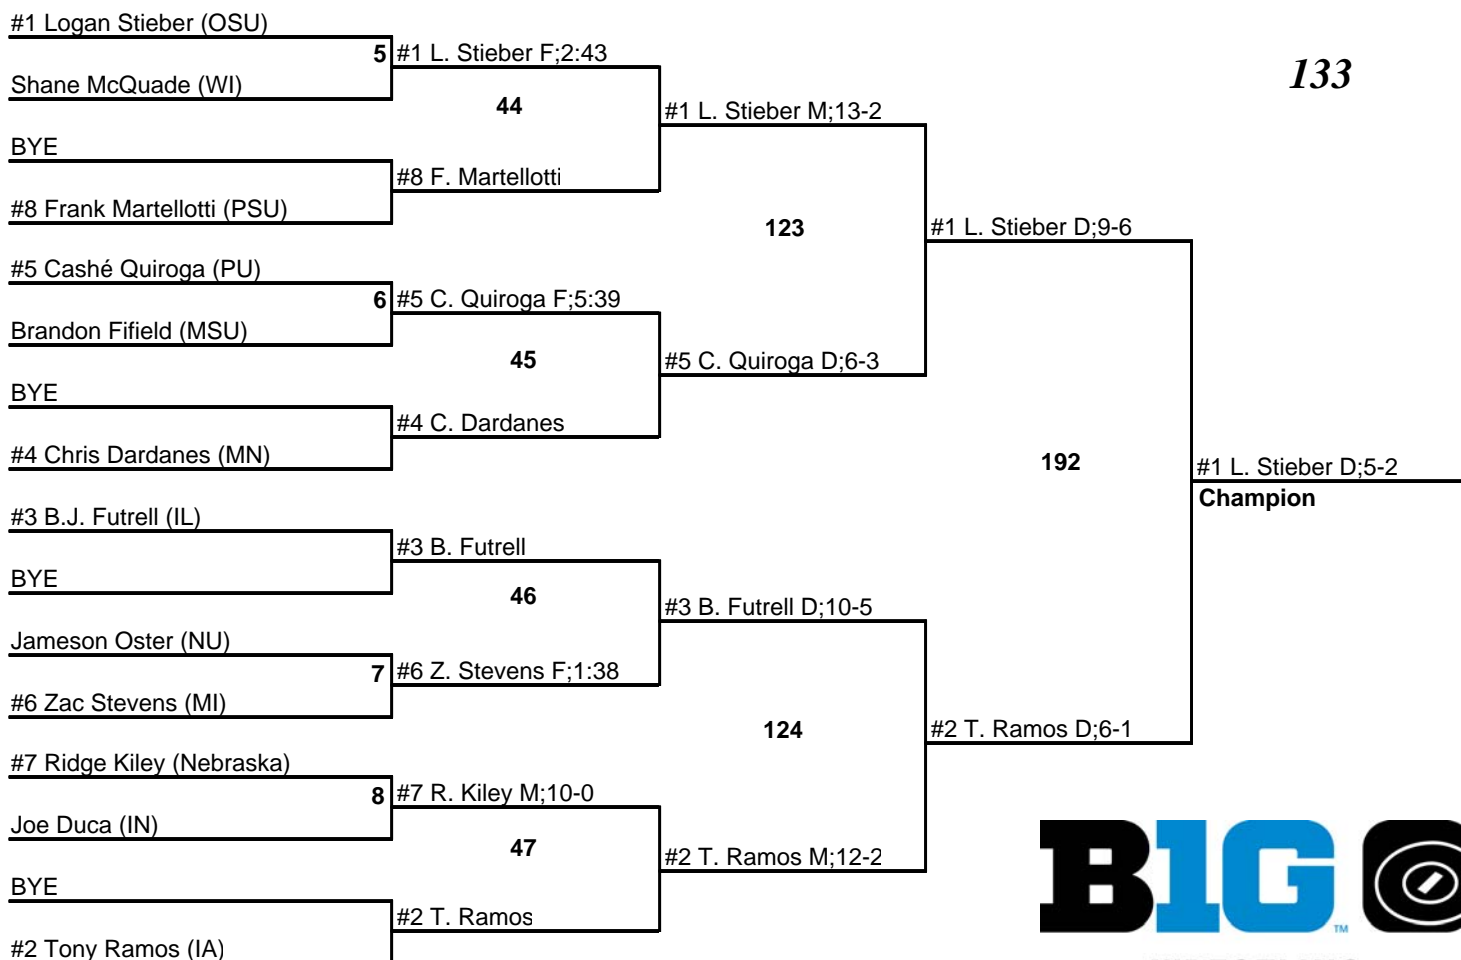 #1 Logan Stieber (OSU)
5 #1 L. Stieber F;2:43
133
Shane McQuade (WI)
44
#1 L. Stieber M;13-2
BYE
#8 F. Martellotti
#8 Frank Martellotti (PSU)
123
#1 L. Stieber D;9-6
#5 Cashé Quiroga (PU)
6 #5 C. Quiroga F;5:39
Brandon Fifield (MSU)
45
#5 C. Quiroga D;6-3
BYE
#4 C. Dardanes
#4 Chris Dardanes (MN)
192
#1 L. Stieber D;5-2
Champion
#3 B.J. Futrell (IL)
#3 B. Futrell
BYE
46
#3 B. Futrell D;10-5
Jameson Oster (NU)
7 #6 Z. Stevens F;1:38
#6 Zac Stevens (MI)
124
#2 T. Ramos D;6-1
#7 Ridge Kiley (Nebraska)
8 #7 R. Kiley M;10-0
Joe Duca (IN)
47
#2 T. Ramos M;12-2
BYE
#2 T. Ramos
#2 Tony Ramos (IA)
B1G
TM